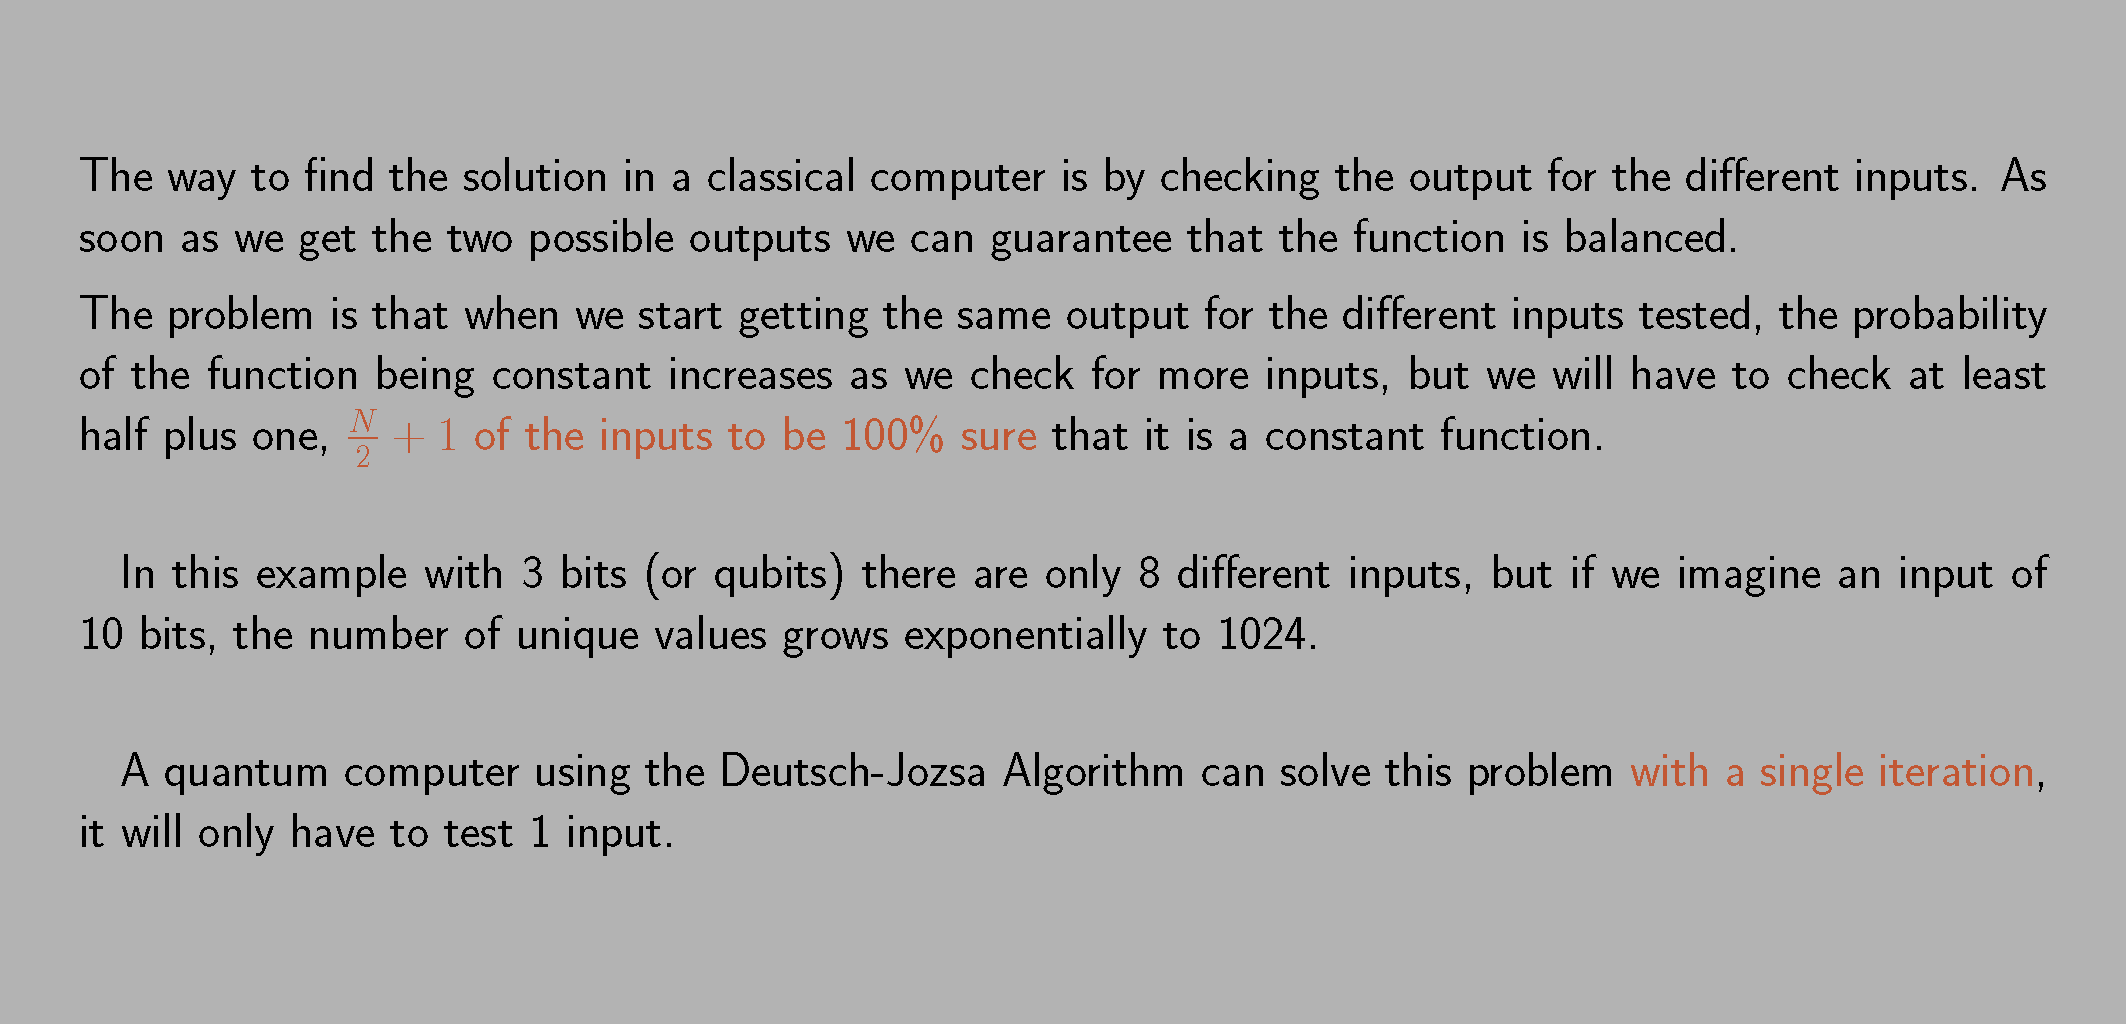 The way to find the solution in a classical computer is by checking the output for the different inputs. As
soon as we get the two possible outputs we can guarantee that the function is balanced.
The problem is that when we start getting the same output for the different inputs tested, the probability
of the function being constant increases as we check for more inputs, but we will have to check at least
half plus one, $\frac{N}{2} + 1$ of the inputs to be 100% sure that it is a constant function.
In this example with 3 bits (or qubits) there are only 8 different inputs, but if we imagine an input of
10 bits, the number of unique values grows exponentially to 1024.
A quantum computer using the Deutsch-Jozsa Algorithm can solve this problem with a single iteration,
it will only have to test 1 input.